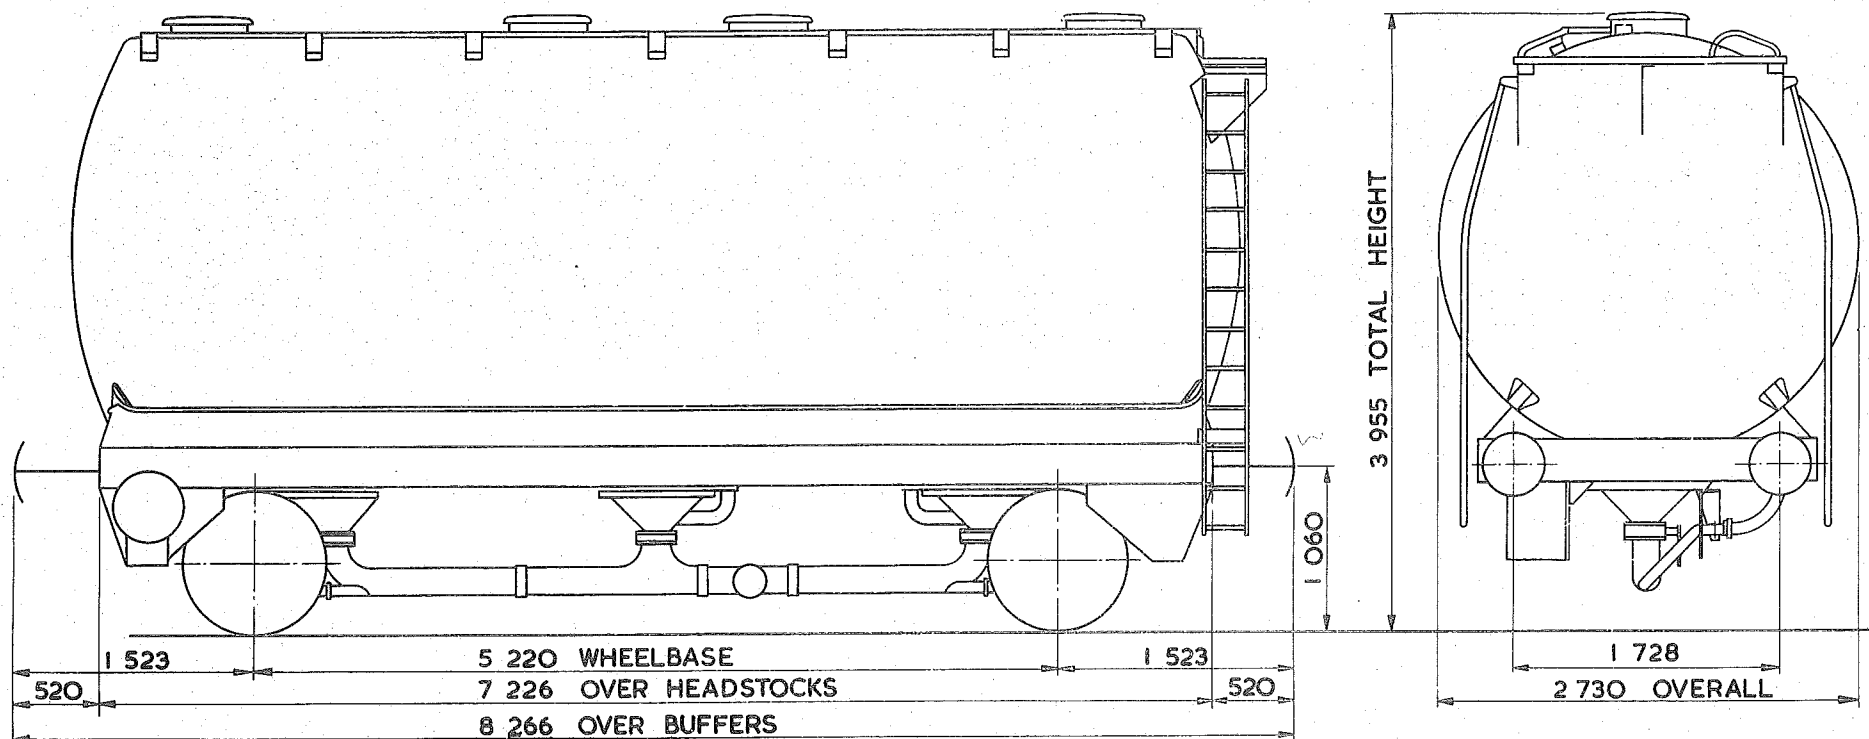 3 955 TOTAL HEIGHT
1 060
1 523
5 220 WHEELBASE
1 523
1 728
520
7 226 OVER HEADSTOCKS
520
2 730 OVERALL
8 266 OVER BUFFERS